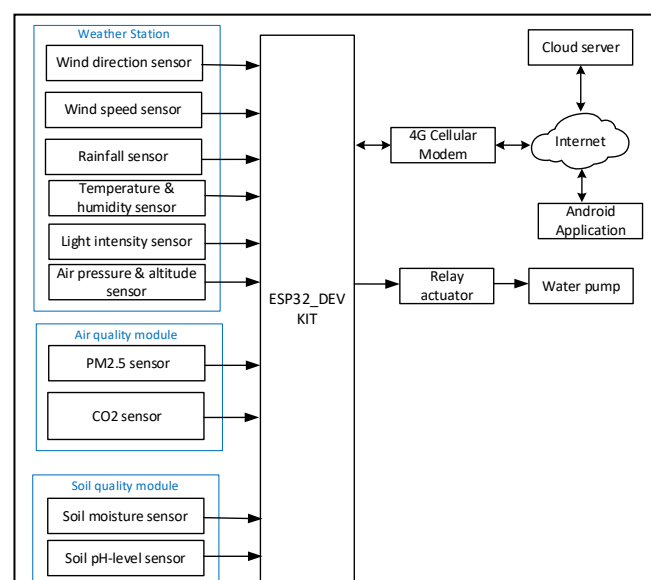 Weather Station
Wind direction sensor
Wind speed sensor
Rainfall sensor
Temperature &
humidity sensor
Light intensity sensor
Air pressure & altitude
sensor
Air quality module
PM2.5 sensor
CO2 sensor
Soil quality module
Soil moisture sensor
Soil pH-level sensor
ESP32_DEV
KIT
4G Cellular
Modem
Internet
Cloud server
Android
Application
Relay
actuator
Water pump